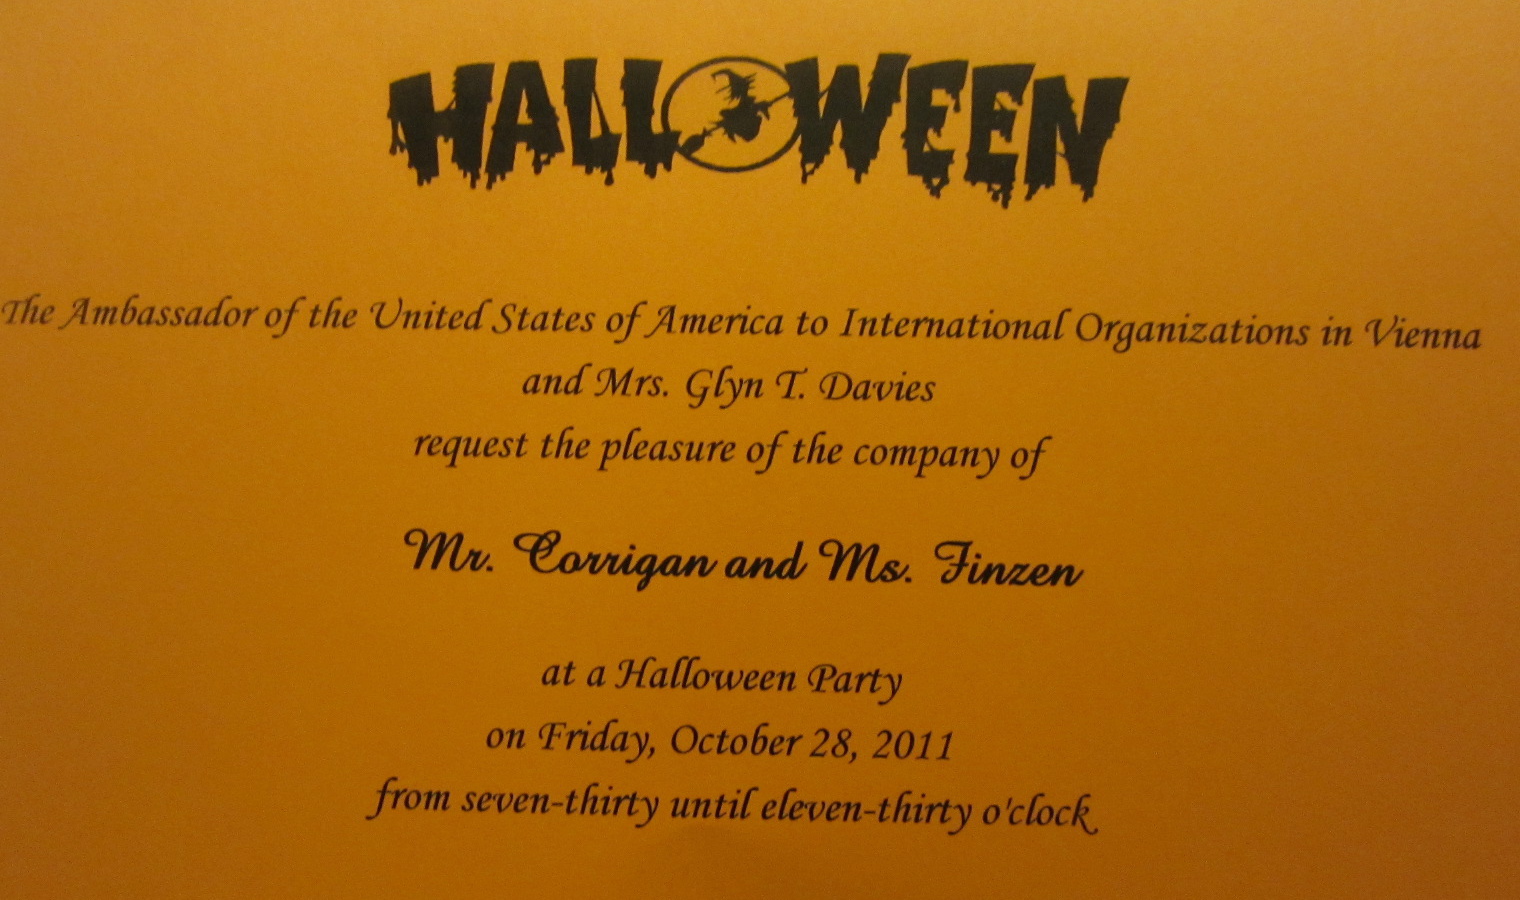 HALLOWEEN
The Ambassador of the United States of America to International Organizations in Vienna
and Mrs. Glyn T. Davies
request the pleasure of the company of
Mr. Corrigan and Ms. Finzen
at a Halloween Party
on Friday, October 28, 2011
from seven-thirty until eleven-thirty o'clock